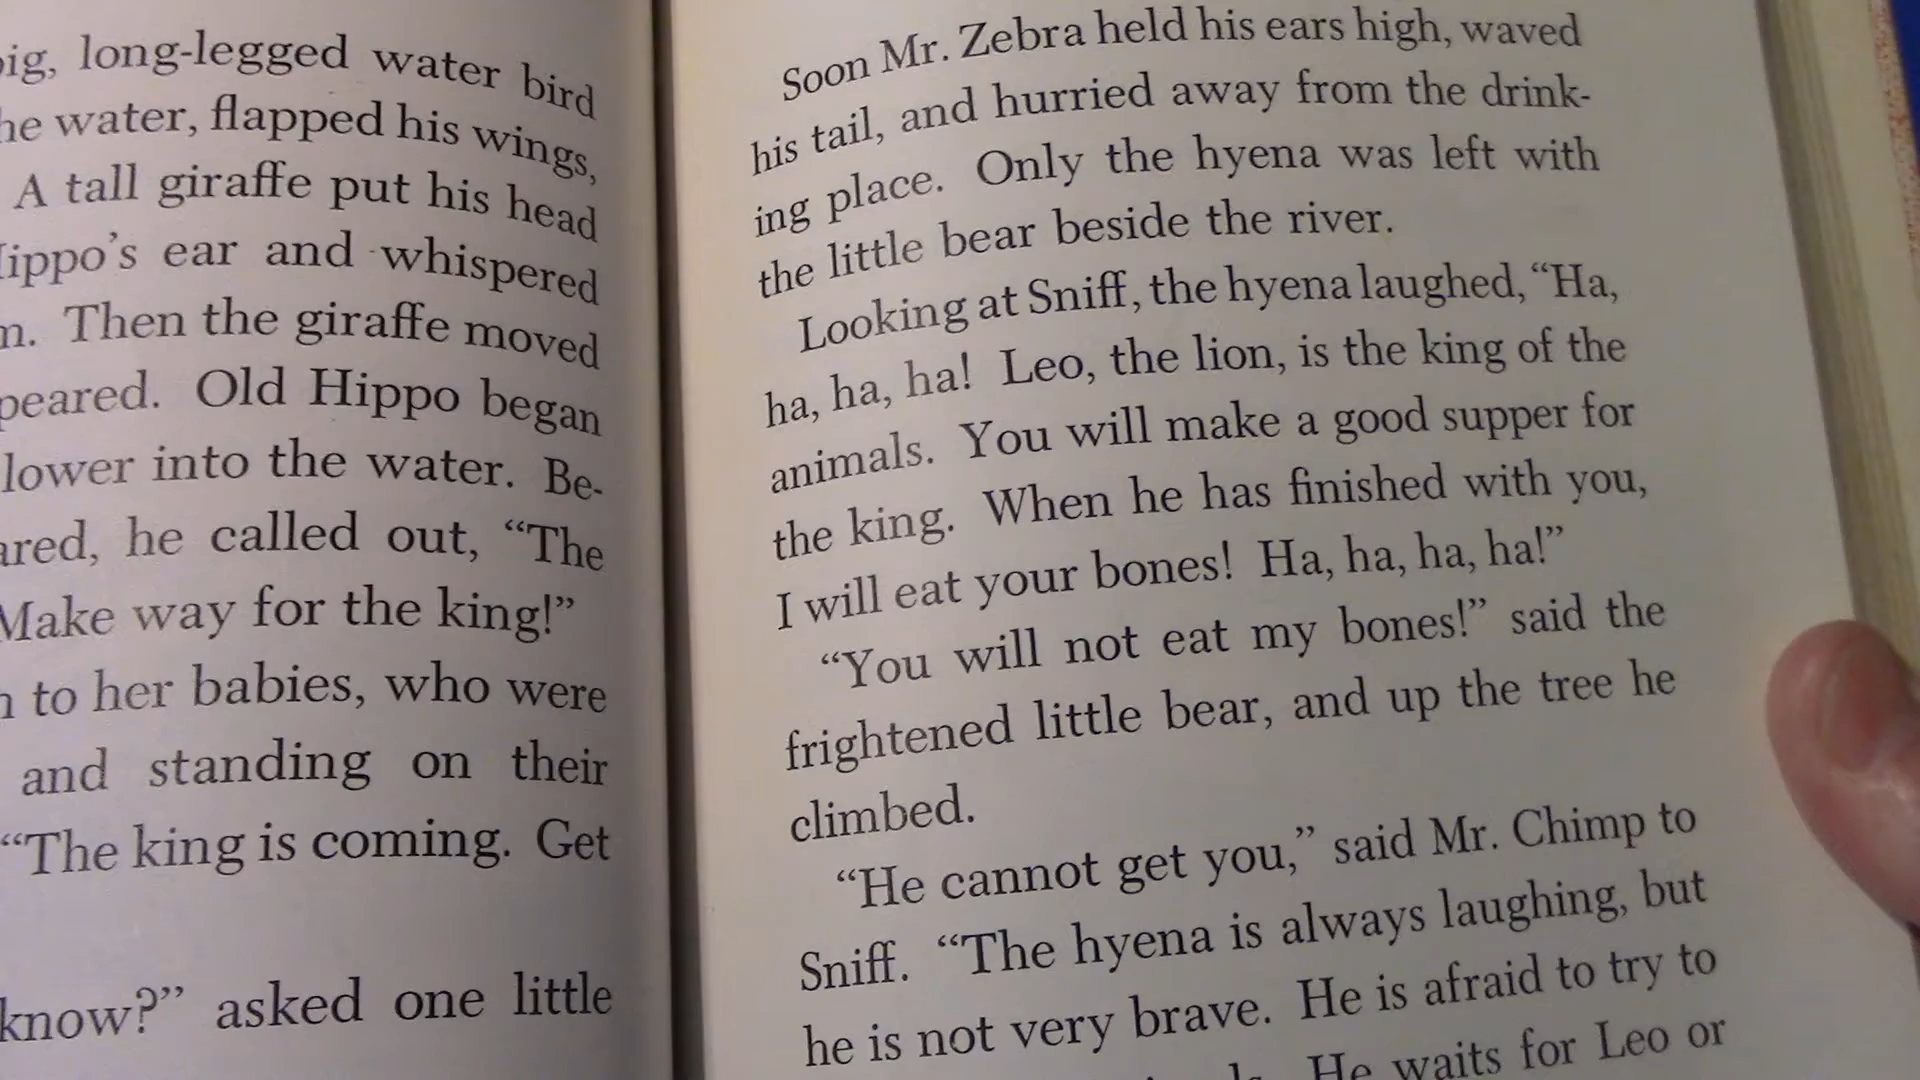 long-legged water bird
water, flapped his wings,
A tall giraffe put his head
ear and whispered
Then the giraffe moved
Old Hippo began
lower into the water. Be-
he called out, “The
Make way for the king!”
to her babies, who were
and standing on their
“The king is coming. Get
know?” asked one little
Soon Mr. Zebra held his ears high, waved
his tail, and hurried away from the drink-
ing place. Only the hyena was left with
the little bear beside the river.
Looking at Sniff, the hyena laughed, “Ha,
ha, ha, ha! Leo, the lion, is the king of the
animals. You will make a good supper for
the king. When he has finished with you,
I will eat your bones! Ha, ha, ha, ha!”
“You will not eat my bones!” said the
frightened little bear, and up the tree he
climbed.
“He cannot get you,” said Mr. Chimp to
Sniff. “The hyena is always laughing, but
he is not very brave. He is afraid to try to
He waits for Leo or